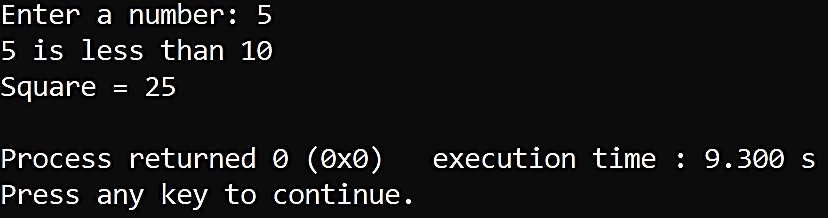 Enter a number: 5
5 is less than 10
Square = 25

Process returned 0 (0x0)   execution time : 9.300 s
Press any key to continue.